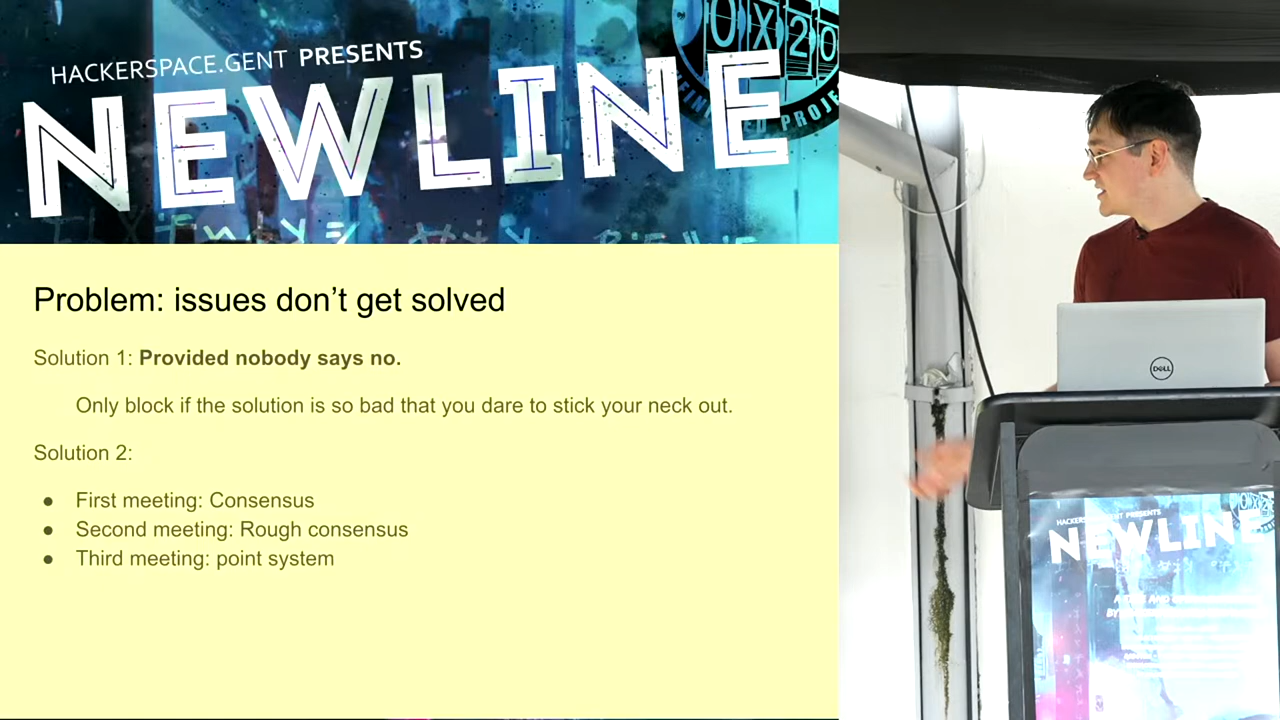 HACKERSPACE.GENT PRESENTS
0X20
NEWLINE
Problem: issues don't get solved
Solution 1: Provided nobody says no.
Only block if the solution is so bad that you dare to stick your neck out.
Solution 2:
● First meeting: Consensus
● Second meeting: Rough consensus
● Third meeting: point system
DELL
PRESENTS
NEWLINE